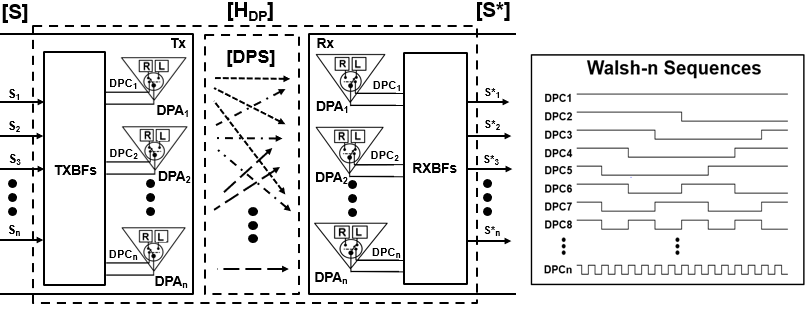 [S] [H_DP] [S*]
Tx [DPS] Rx
S1
S2
S3
Sn
TXBFs
R L
DPC1
DPA1
R L
DPC2
DPA2
R L
DPCn
DPAn
R L
DPC1
DPA1
R L
DPC2
DPA2
R L
DPCn
DPAn
RXBFs
S*1
S*2
S*3
S*n
Walsh-n Sequences
DPC1
DPC2
DPC3
DPC4
DPC5
DPC6
DPC7
DPC8
DPCn